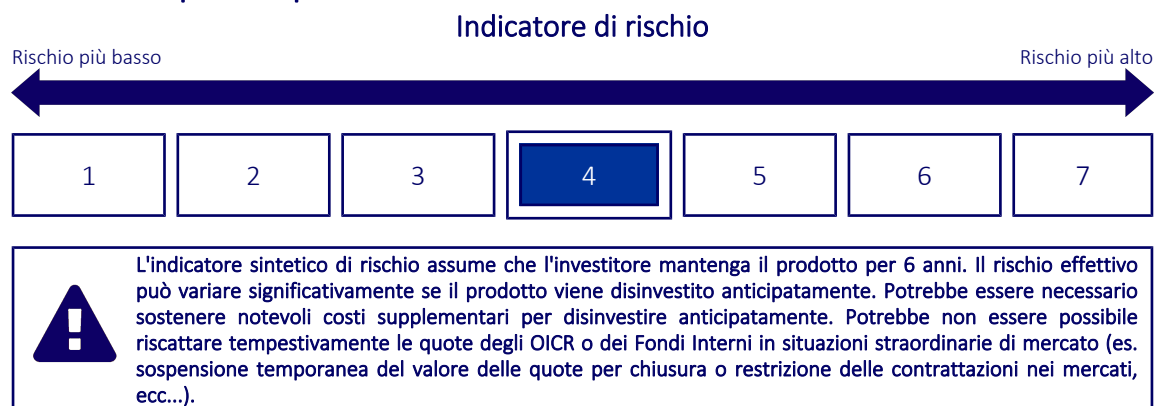 Indicatore di rischio
Rischio più basso
Rischio più alto
1 2 3 4 5 6 7
L'indicatore sintetico di rischio assume che l'investitore mantenga il prodotto per 6 anni. Il rischio effettivo
può variare significativamente se il prodotto viene disinvestito anticipatamente. Potrebbe essere necessario
sostenere notevoli costi supplementari per disinvestire anticipatamente. Potrebbe non essere possibile
riscattare tempestivamente le quote degli OICR o dei Fondi Interni in situazioni straordinarie di mercato (es.
sospensione temporanea del valore delle quote per chiusura o restrizione delle contrattazioni nei mercati,
ecc...).